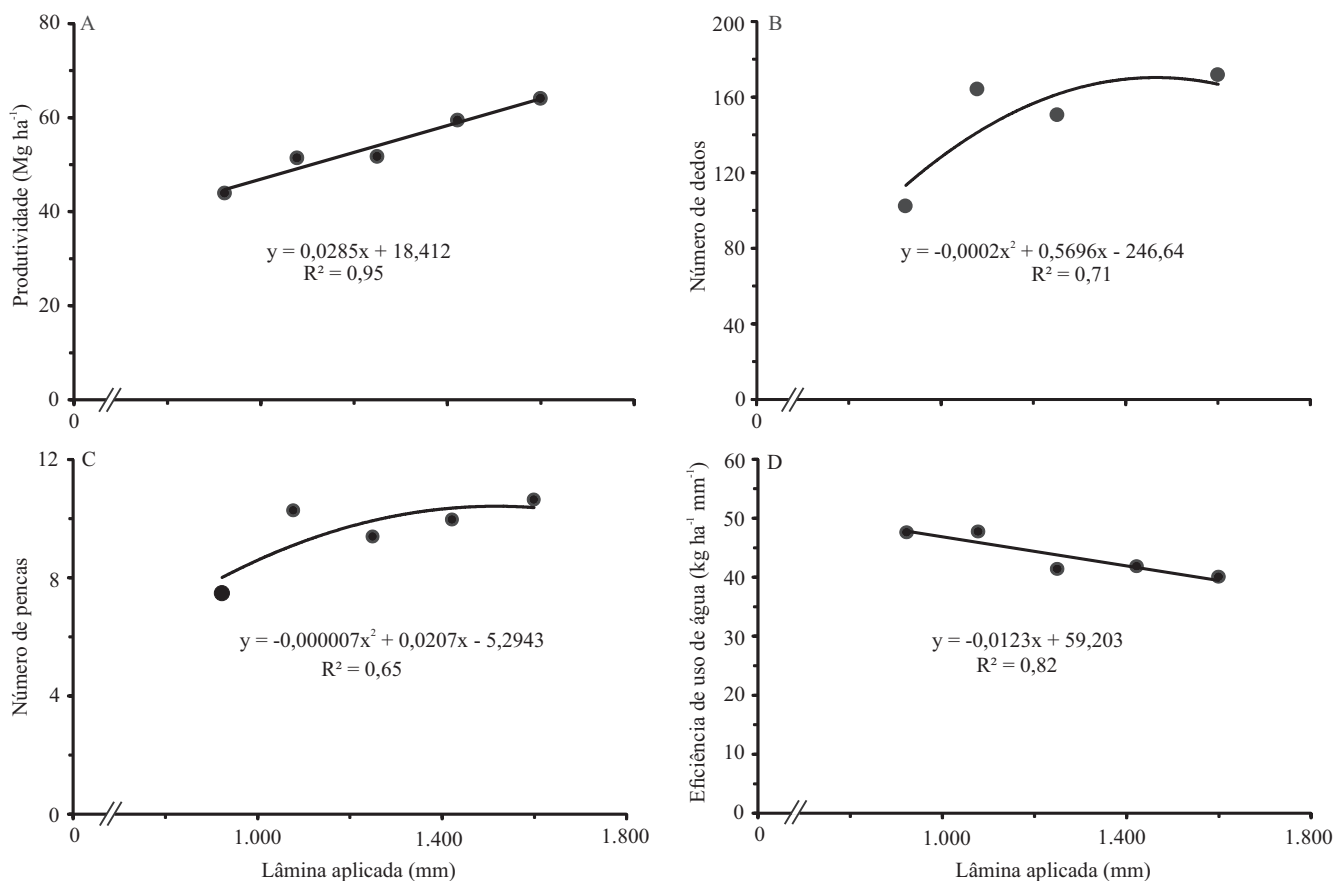 A
80
60
40
20
0
0
Produtividade (Mg ha⁻¹)
y = 0,0285x + 18,412
R² = 0,95
B
200
160
120
80
40
0
0
Número de dedos
y = -0,0002x² + 0,5696x - 246,64
R² = 0,71
C
12
8
4
0
0
1.000
1.400
1.800
Número de pencas
y = -0,000007x² + 0,0207x - 5,2943
R² = 0,65
Lâmina aplicada (mm)
D
60
50
40
30
20
10
0
0
1.000
1.400
1.800
Eficiência de uso de água (kg ha⁻¹ mm⁻¹)
y = -0,0123x + 59,203
R² = 0,82
Lâmina aplicada (mm)